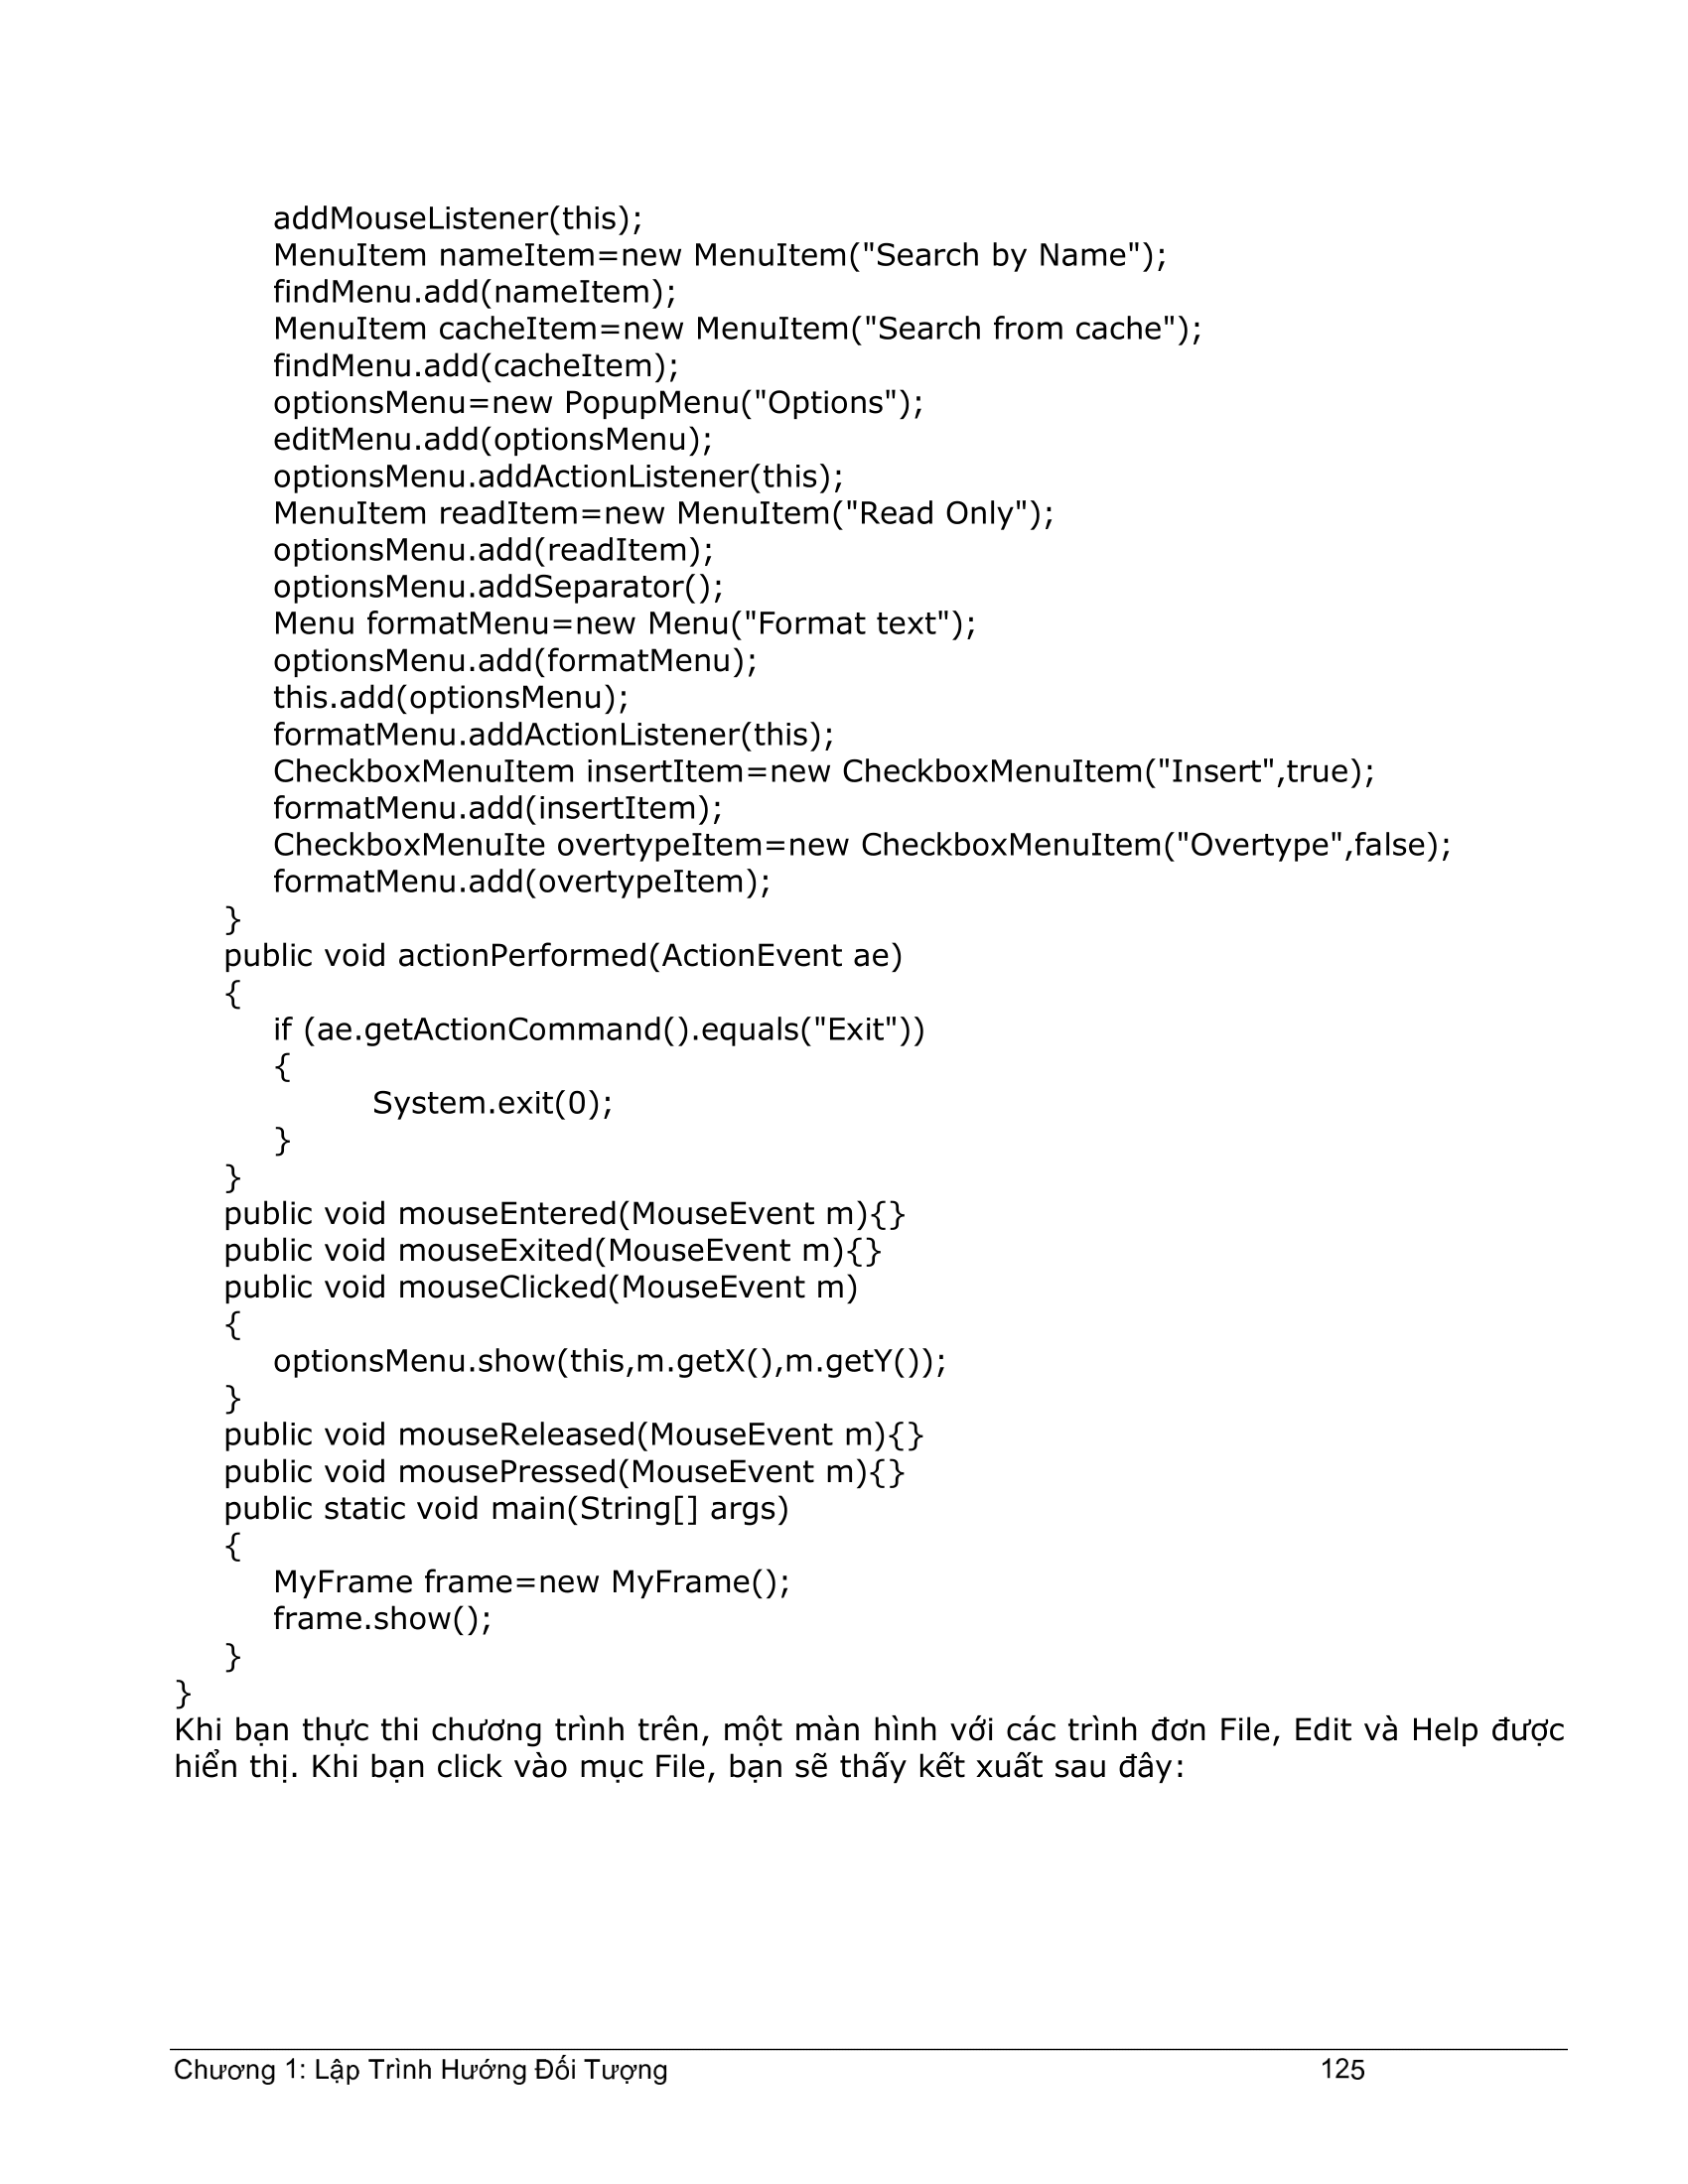 addMouseListener(this);
MenuItem nameItem=new MenuItem("Search by Name");
findMenu.add(nameItem);
MenuItem cacheItem=new MenuItem("Search from cache");
findMenu.add(cacheItem);
optionsMenu=new PopupMenu("Options");
editMenu.add(optionsMenu);
optionsMenu.addActionListener(this);
MenuItem readItem=new MenuItem("Read Only");
optionsMenu.add(readItem);
optionsMenu.addSeparator();
Menu formatMenu=new Menu("Format text");
optionsMenu.add(formatMenu);
this.add(optionsMenu);
formatMenu.addActionListener(this);
CheckboxMenuItem insertItem=new CheckboxMenuItem("Insert",true);
formatMenu.add(insertItem);
CheckboxMenuIte overtypeItem=new CheckboxMenuItem("Overtype",false);
formatMenu.add(overtypeItem);
}
public void actionPerformed(ActionEvent ae)
{
if (ae.getActionCommand().equals("Exit"))
{
System.exit(0);
}
}
public void mouseEntered(MouseEvent m){}
public void mouseExited(MouseEvent m){}
public void mouseClicked(MouseEvent m)
{
optionsMenu.show(this,m.getX(),m.getY());
}
public void mouseReleased(MouseEvent m){}
public void mousePressed(MouseEvent m){}
public static void main(String[] args)
{
MyFrame frame=new MyFrame();
frame.show();
}
}
Khi bạn thực thi chương trình trên, một màn hình với các trình đơn File, Edit và Help được
hiển thị. Khi bạn click vào mục File, bạn sẽ thấy kết xuất sau đây:
Chương 1: Lập Trình Hướng Đối Tượng 125